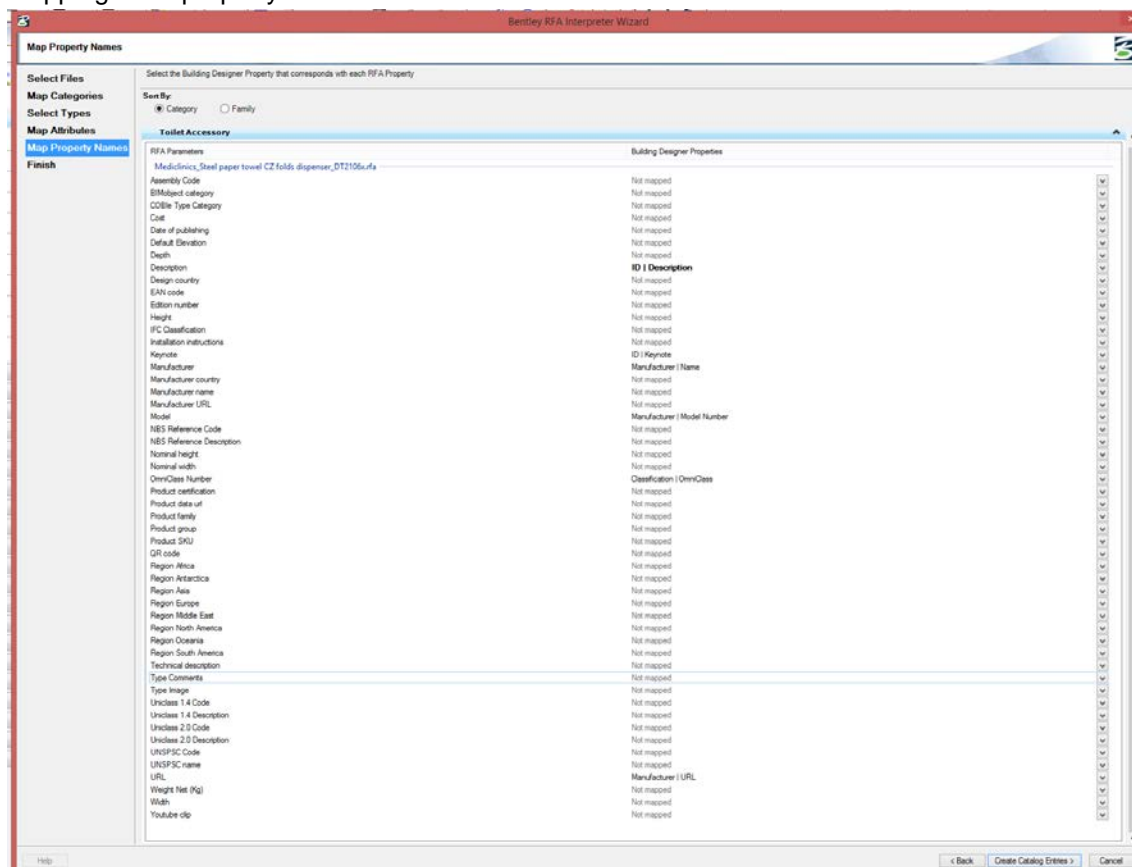 Bentley RFA Interpreter Wizard
Map Property Names
Select Files
Map Categories
Select Types
Map Attributes
Map Property Names
Finish
Select the Building Designer Property that corresponds with each RFA Property
Sort By:
Category Family
Toilet Accessory
RFA Parameters Building Designer Properties
Mediclinics_Steel paper towel CZ folds dispenser_DT2106x.rfa
Assembly Code Not mapped
BIMobject category Not mapped
COBie Type Category Not mapped
Cost Not mapped
Date of publishing Not mapped
Default Elevation Not mapped
Depth Not mapped
Description ID | Description
Design country Not mapped
EAN code Not mapped
Edition number Not mapped
Height Not mapped
IFC Classification Not mapped
Installation instructions Not mapped
Keynote ID | Keynote
Manufacturer Manufacturer | Name
Manufacturer country Not mapped
Manufacturer name Not mapped
Manufacturer URL Not mapped
Model Manufacturer | Model Number
NBS Reference Code Not mapped
NBS Reference Description Not mapped
Nominal height Not mapped
Nominal width Not mapped
OmniClass Number Classification | OmniClass
Product certification Not mapped
Product data url Not mapped
Product family Not mapped
Product group Not mapped
Product SKU Not mapped
QR code Not mapped
Region Africa Not mapped
Region Antarctica Not mapped
Region Asia Not mapped
Region Europe Not mapped
Region Middle East Not mapped
Region North America Not mapped
Region Oceania Not mapped
Region South America Not mapped
Technical description Not mapped
Type Comments Not mapped
Type Image Not mapped
Uniclass 1.4 Code Not mapped
Uniclass 1.4 Description Not mapped
Uniclass 2.0 Code Not mapped
Uniclass 2.0 Description Not mapped
UNSPSC Code Not mapped
UNSPSC name Not mapped
URL Manufacturer | URL
Weight Net (Kg) Not mapped
Width Not mapped
Youtube clip Not mapped
Help < Back Create Catalog Entries > Cancel